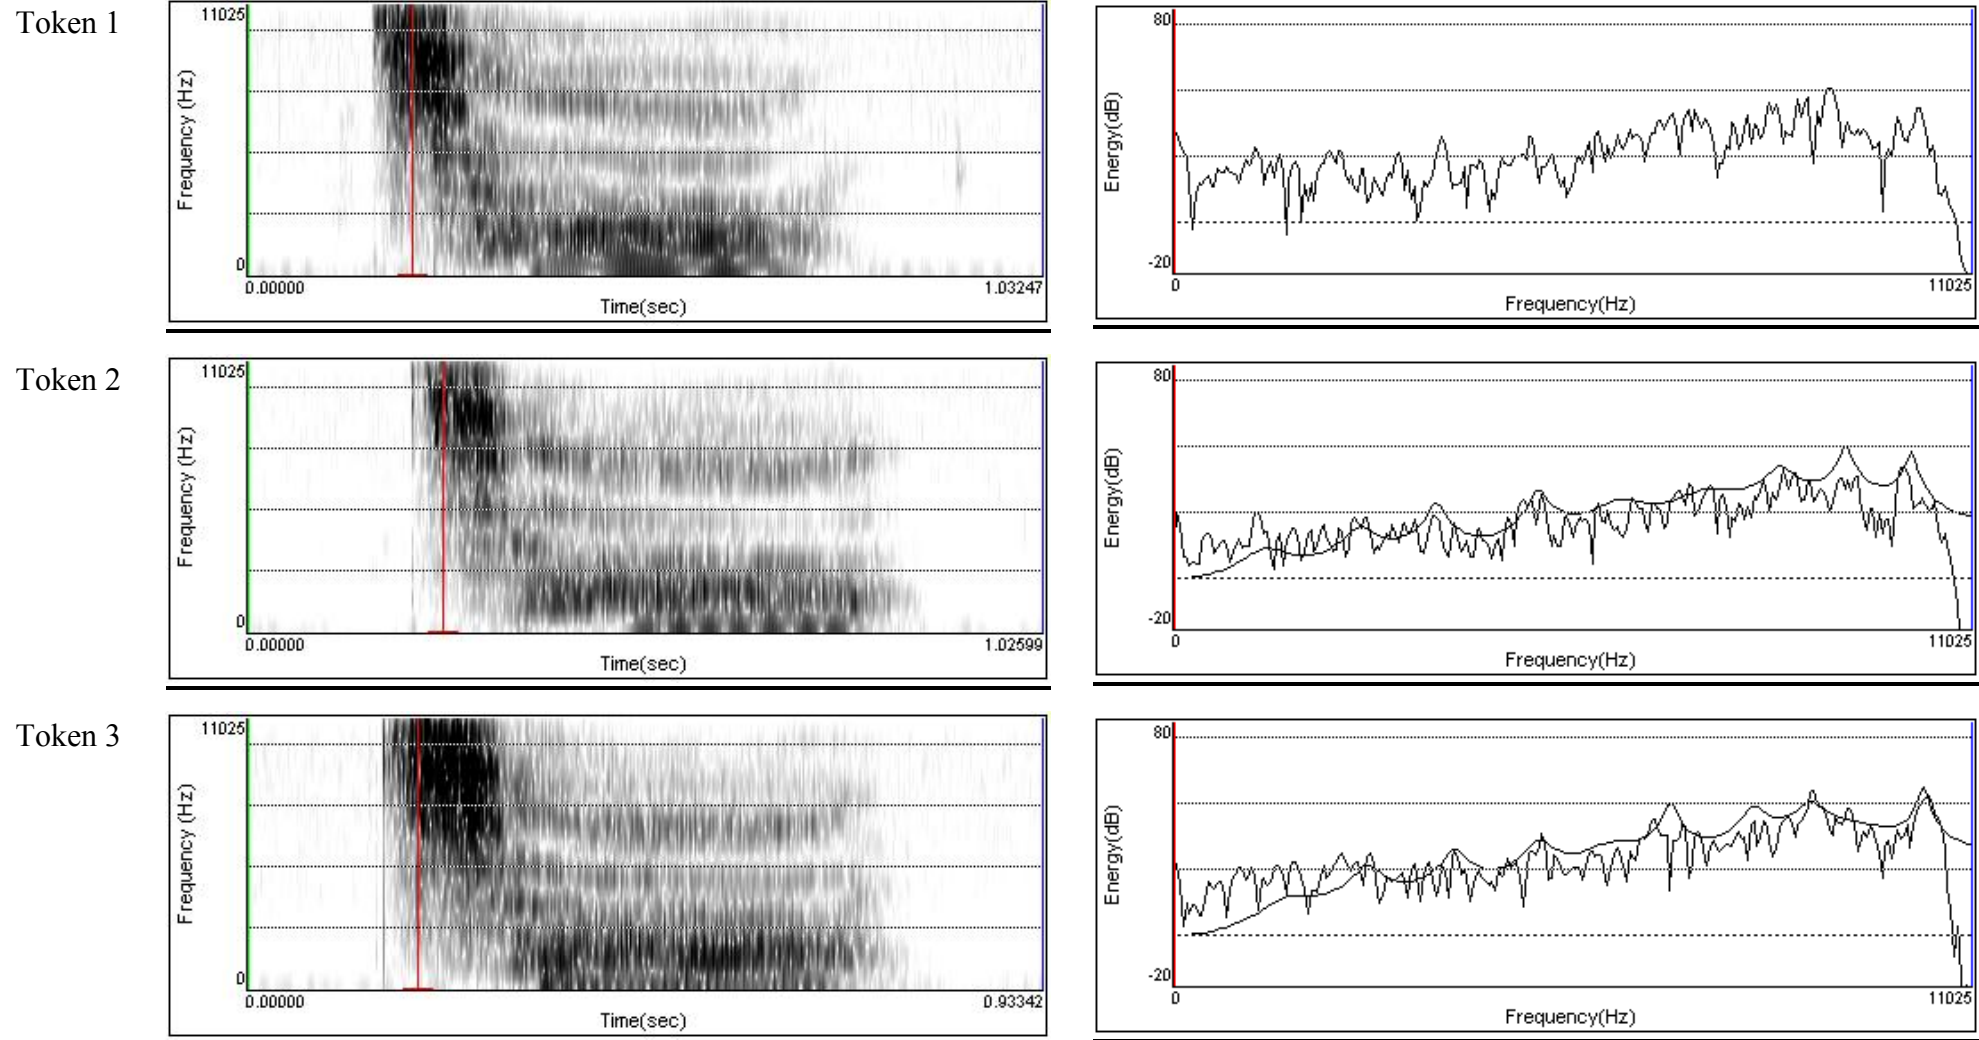 Token 1
11025
Frequency (Hz)
0
0.00000
1.03247
Time(sec)
80
Energy(dB)
-20
0
11025
Frequency(Hz)
Token 2
11025
Frequency (Hz)
0
0.00000
1.02599
Time(sec)
80
Energy(dB)
-20
0
11025
Frequency(Hz)
Token 3
11025
Frequency (Hz)
0
0.00000
0.93342
Time(sec)
80
Energy(dB)
-20
0
11025
Frequency(Hz)